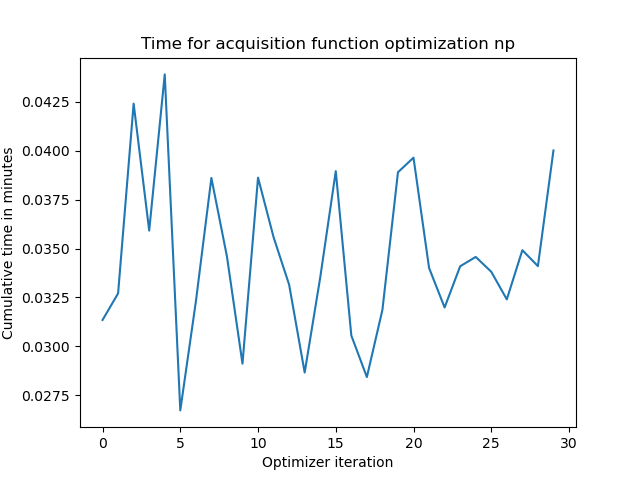 Time for acquisition function optimization np
Cumulative time in minutes
0.0425
0.0400
0.0375
0.0350
0.0325
0.0300
0.0275
0 5 10 15 20 25 30
Optimizer iteration